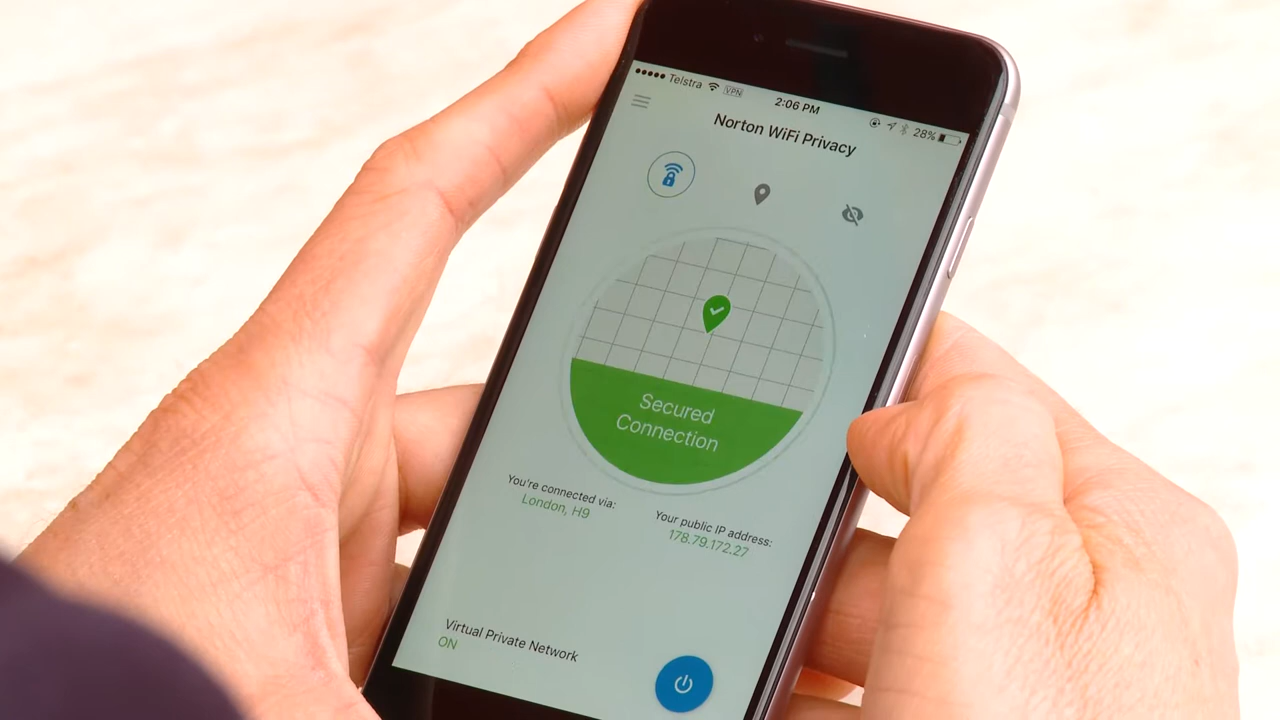 Telstra VPN 2:06 PM 28%
Norton WiFi Privacy
Secured
Connection
You're connected via:
London, H9
Your public IP address:
178.79.172.27
Virtual Private Network
ON